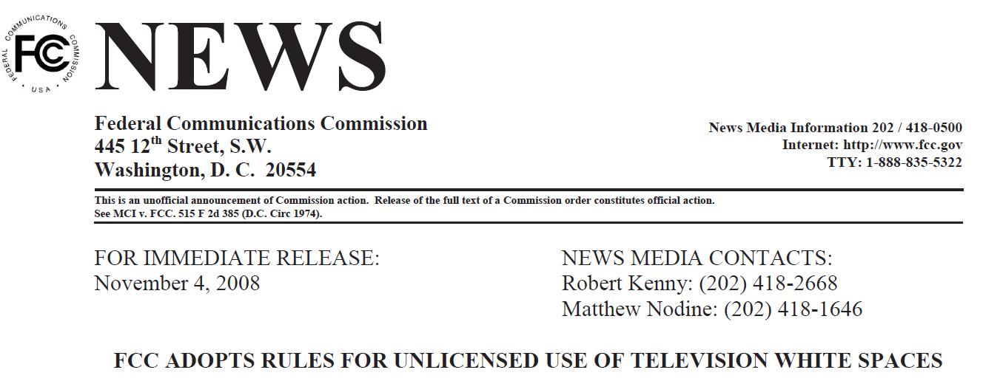 FEDERAL COMMUNICATIONS COMMISSION
FCC
· USA ·
NEWS
Federal Communications Commission
445 12th Street, S.W.
Washington, D. C. 20554
News Media Information 202 / 418-0500
Internet: http://www.fcc.gov
TTY: 1-888-835-5322
This is an unofficial announcement of Commission action. Release of the full text of a Commission order constitutes official action.
See MCI v. FCC. 515 F 2d 385 (D.C. Circ 1974).
FOR IMMEDIATE RELEASE:
November 4, 2008
NEWS MEDIA CONTACTS:
Robert Kenny: (202) 418-2668
Matthew Nodine: (202) 418-1646
FCC ADOPTS RULES FOR UNLICENSED USE OF TELEVISION WHITE SPACES